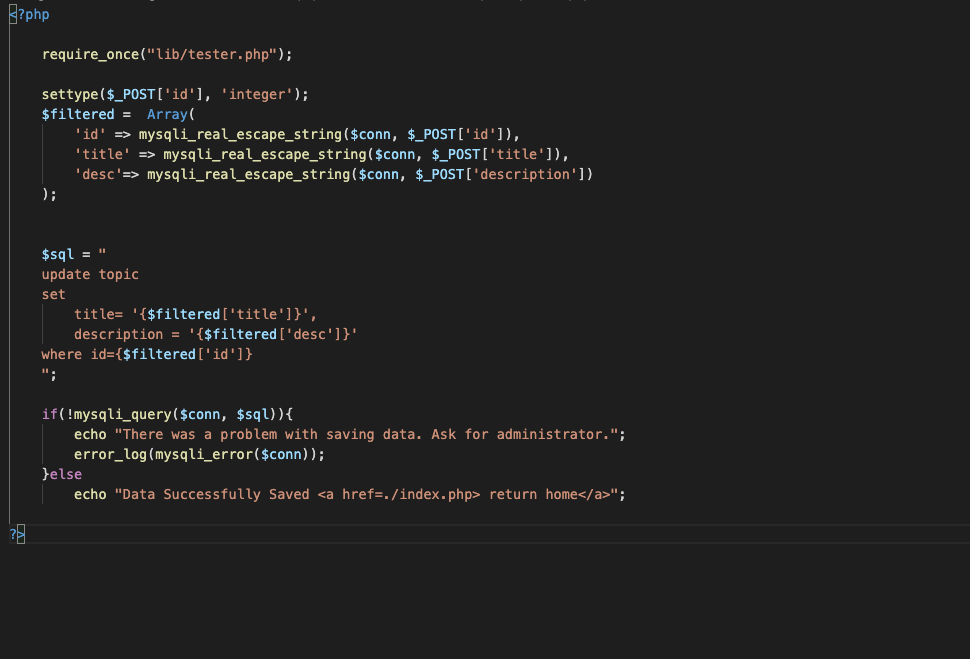 <?php
require_once("lib/tester.php");
settype($_POST['id'], 'integer');
$filtered =  Array(
'id' => mysqli_real_escape_string($conn, $_POST['id']),
'title' => mysqli_real_escape_string($conn, $_POST['title']),
'desc'=> mysqli_real_escape_string($conn, $_POST['description'])
);
$sql = "
update topic
set
title= '{$filtered['title']}',
description = '{$filtered['desc']}'
where id={$filtered['id']}
";
if(!mysqli_query($conn, $sql)){
echo "There was a problem with saving data. Ask for administrator.";
error_log(mysqli_error($conn));
}else
echo "Data Successfully Saved <a href=./index.php> return home</a>";
?>